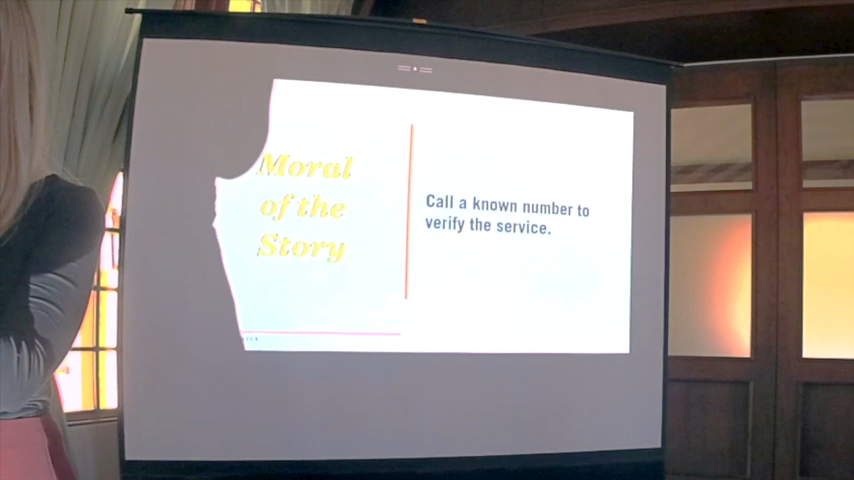 Moral
of the
Story
Call a known number to
verify the service.